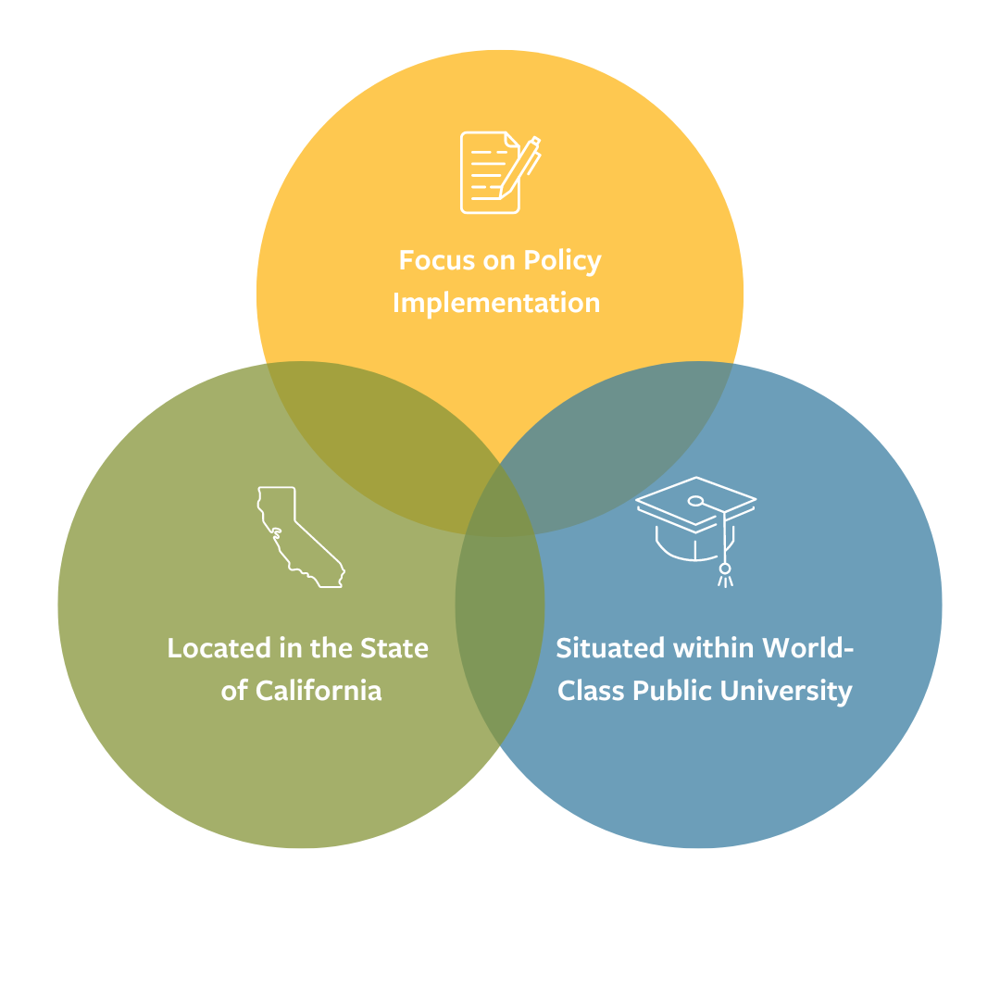 Focus on Policy
Implementation
Located in the State
of California
Situated within World-
Class Public University